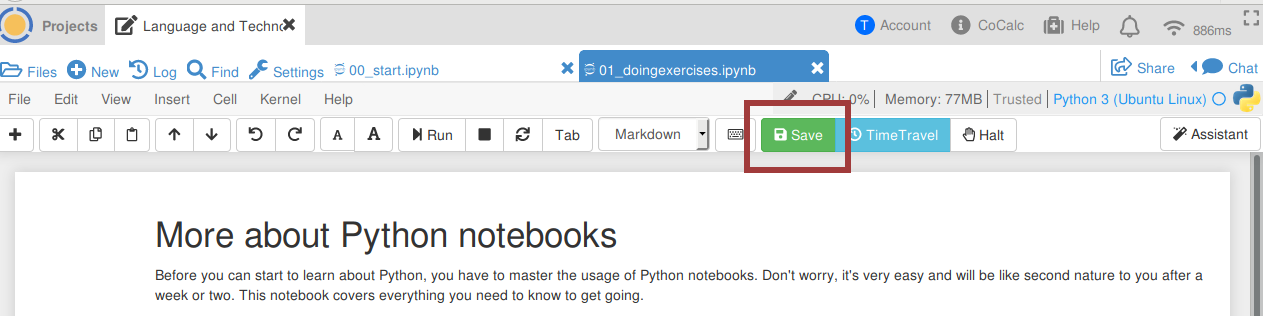 Projects Language and Techn Account CoCalc Help 886ms
T
Files New Log Find Settings 00_start.ipynb 01_doingexercises.ipynb Share Chat
File Edit View Insert Cell Kernel Help CPU: 0% Memory: 77MB Trusted Python 3 (Ubuntu Linux)
A A Run Tab Markdown Save TimeTravel Halt Assistant
More about Python notebooks
Before you can start to learn about Python, you have to master the usage of Python notebooks. Don't worry, it's very easy and will be like second nature to you after a
week or two. This notebook covers everything you need to know to get going.